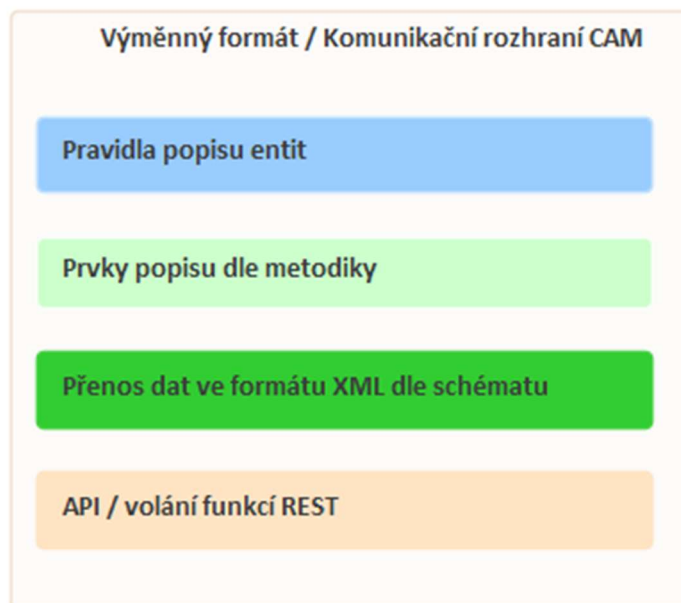 Výměnný formát / Komunikační rozhraní CAM
Pravidla popisu entit
Prvky popisu dle metodiky
Přenos dat ve formátu XML dle schématu
API / volání funkcí REST